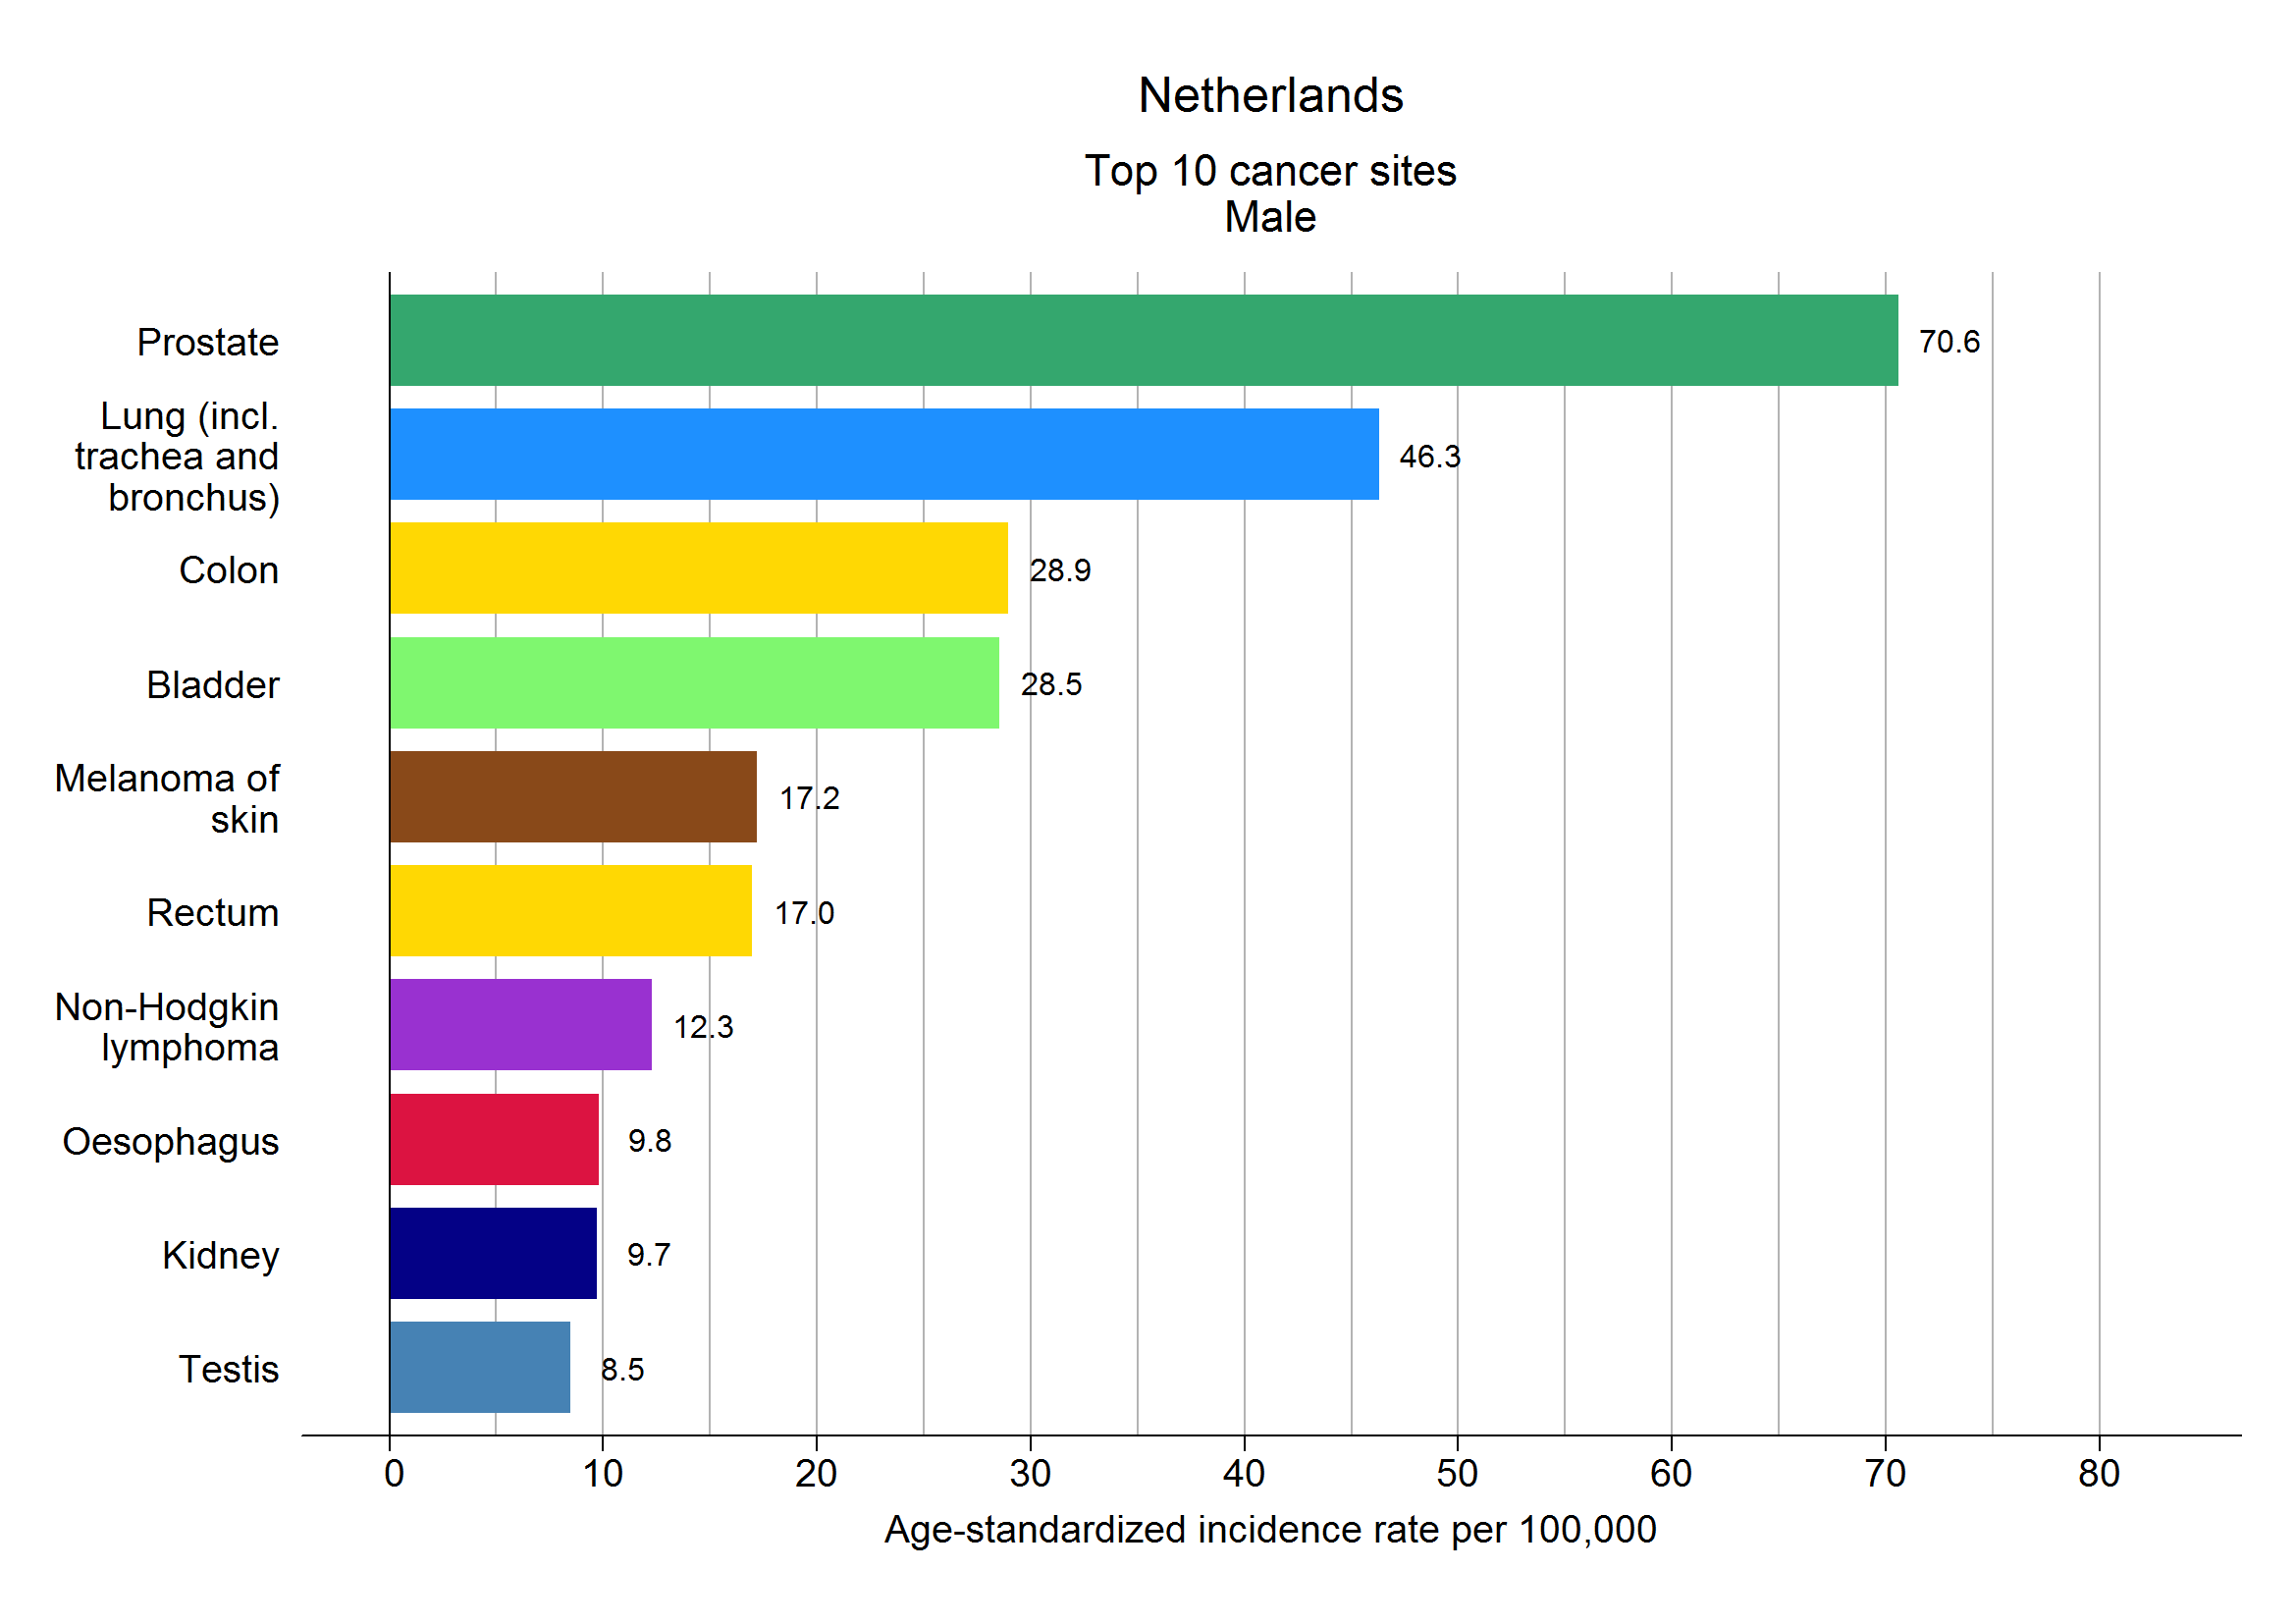 Netherlands
Top 10 cancer sites
Male
Prostate
70.6
Lung (incl.
trachea and
bronchus)
46.3
Colon
28.9
Bladder
28.5
Melanoma of
skin
17.2
Rectum
17.0
Non-Hodgkin
lymphoma
12.3
Oesophagus
9.8
Kidney
9.7
Testis
8.5
0 10 20 30 40 50 60 70 80
Age-standardized incidence rate per 100,000